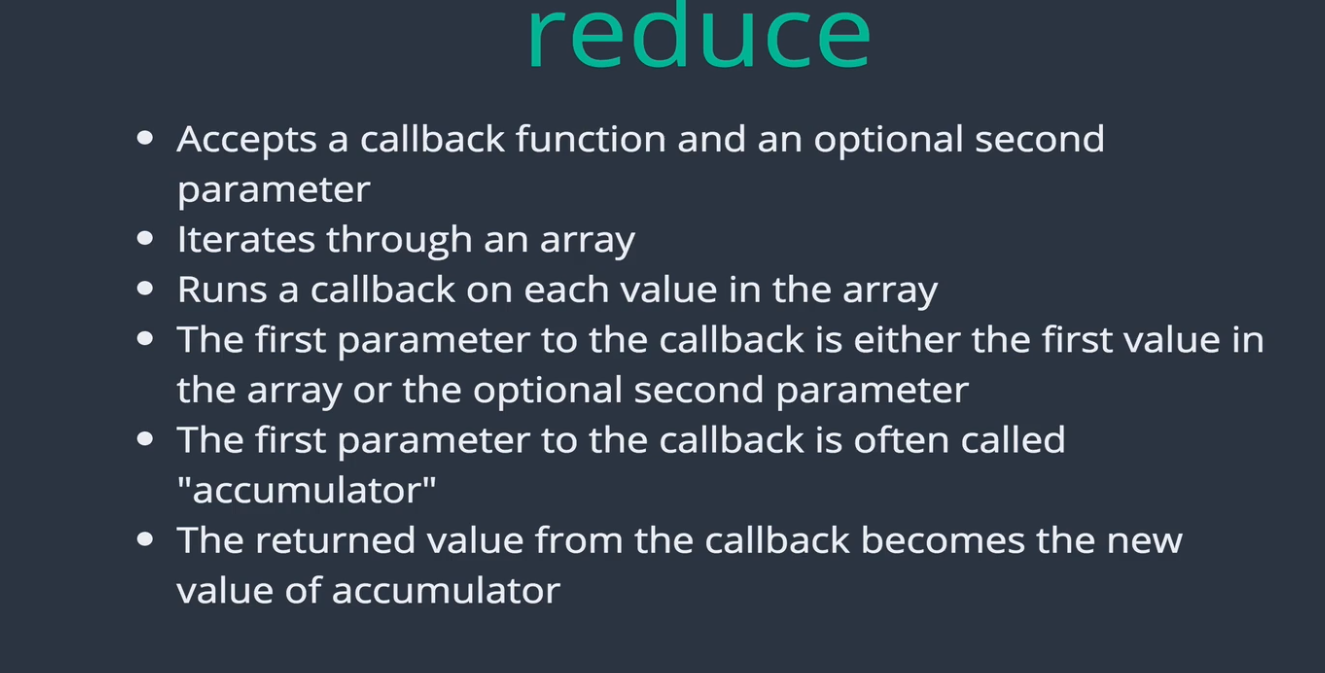 reduce
• Accepts a callback function and an optional second
parameter
• Iterates through an array
• Runs a callback on each value in the array
• The first parameter to the callback is either the first value in
the array or the optional second parameter
• The first parameter to the callback is often called
"accumulator"
• The returned value from the callback becomes the new
value of accumulator